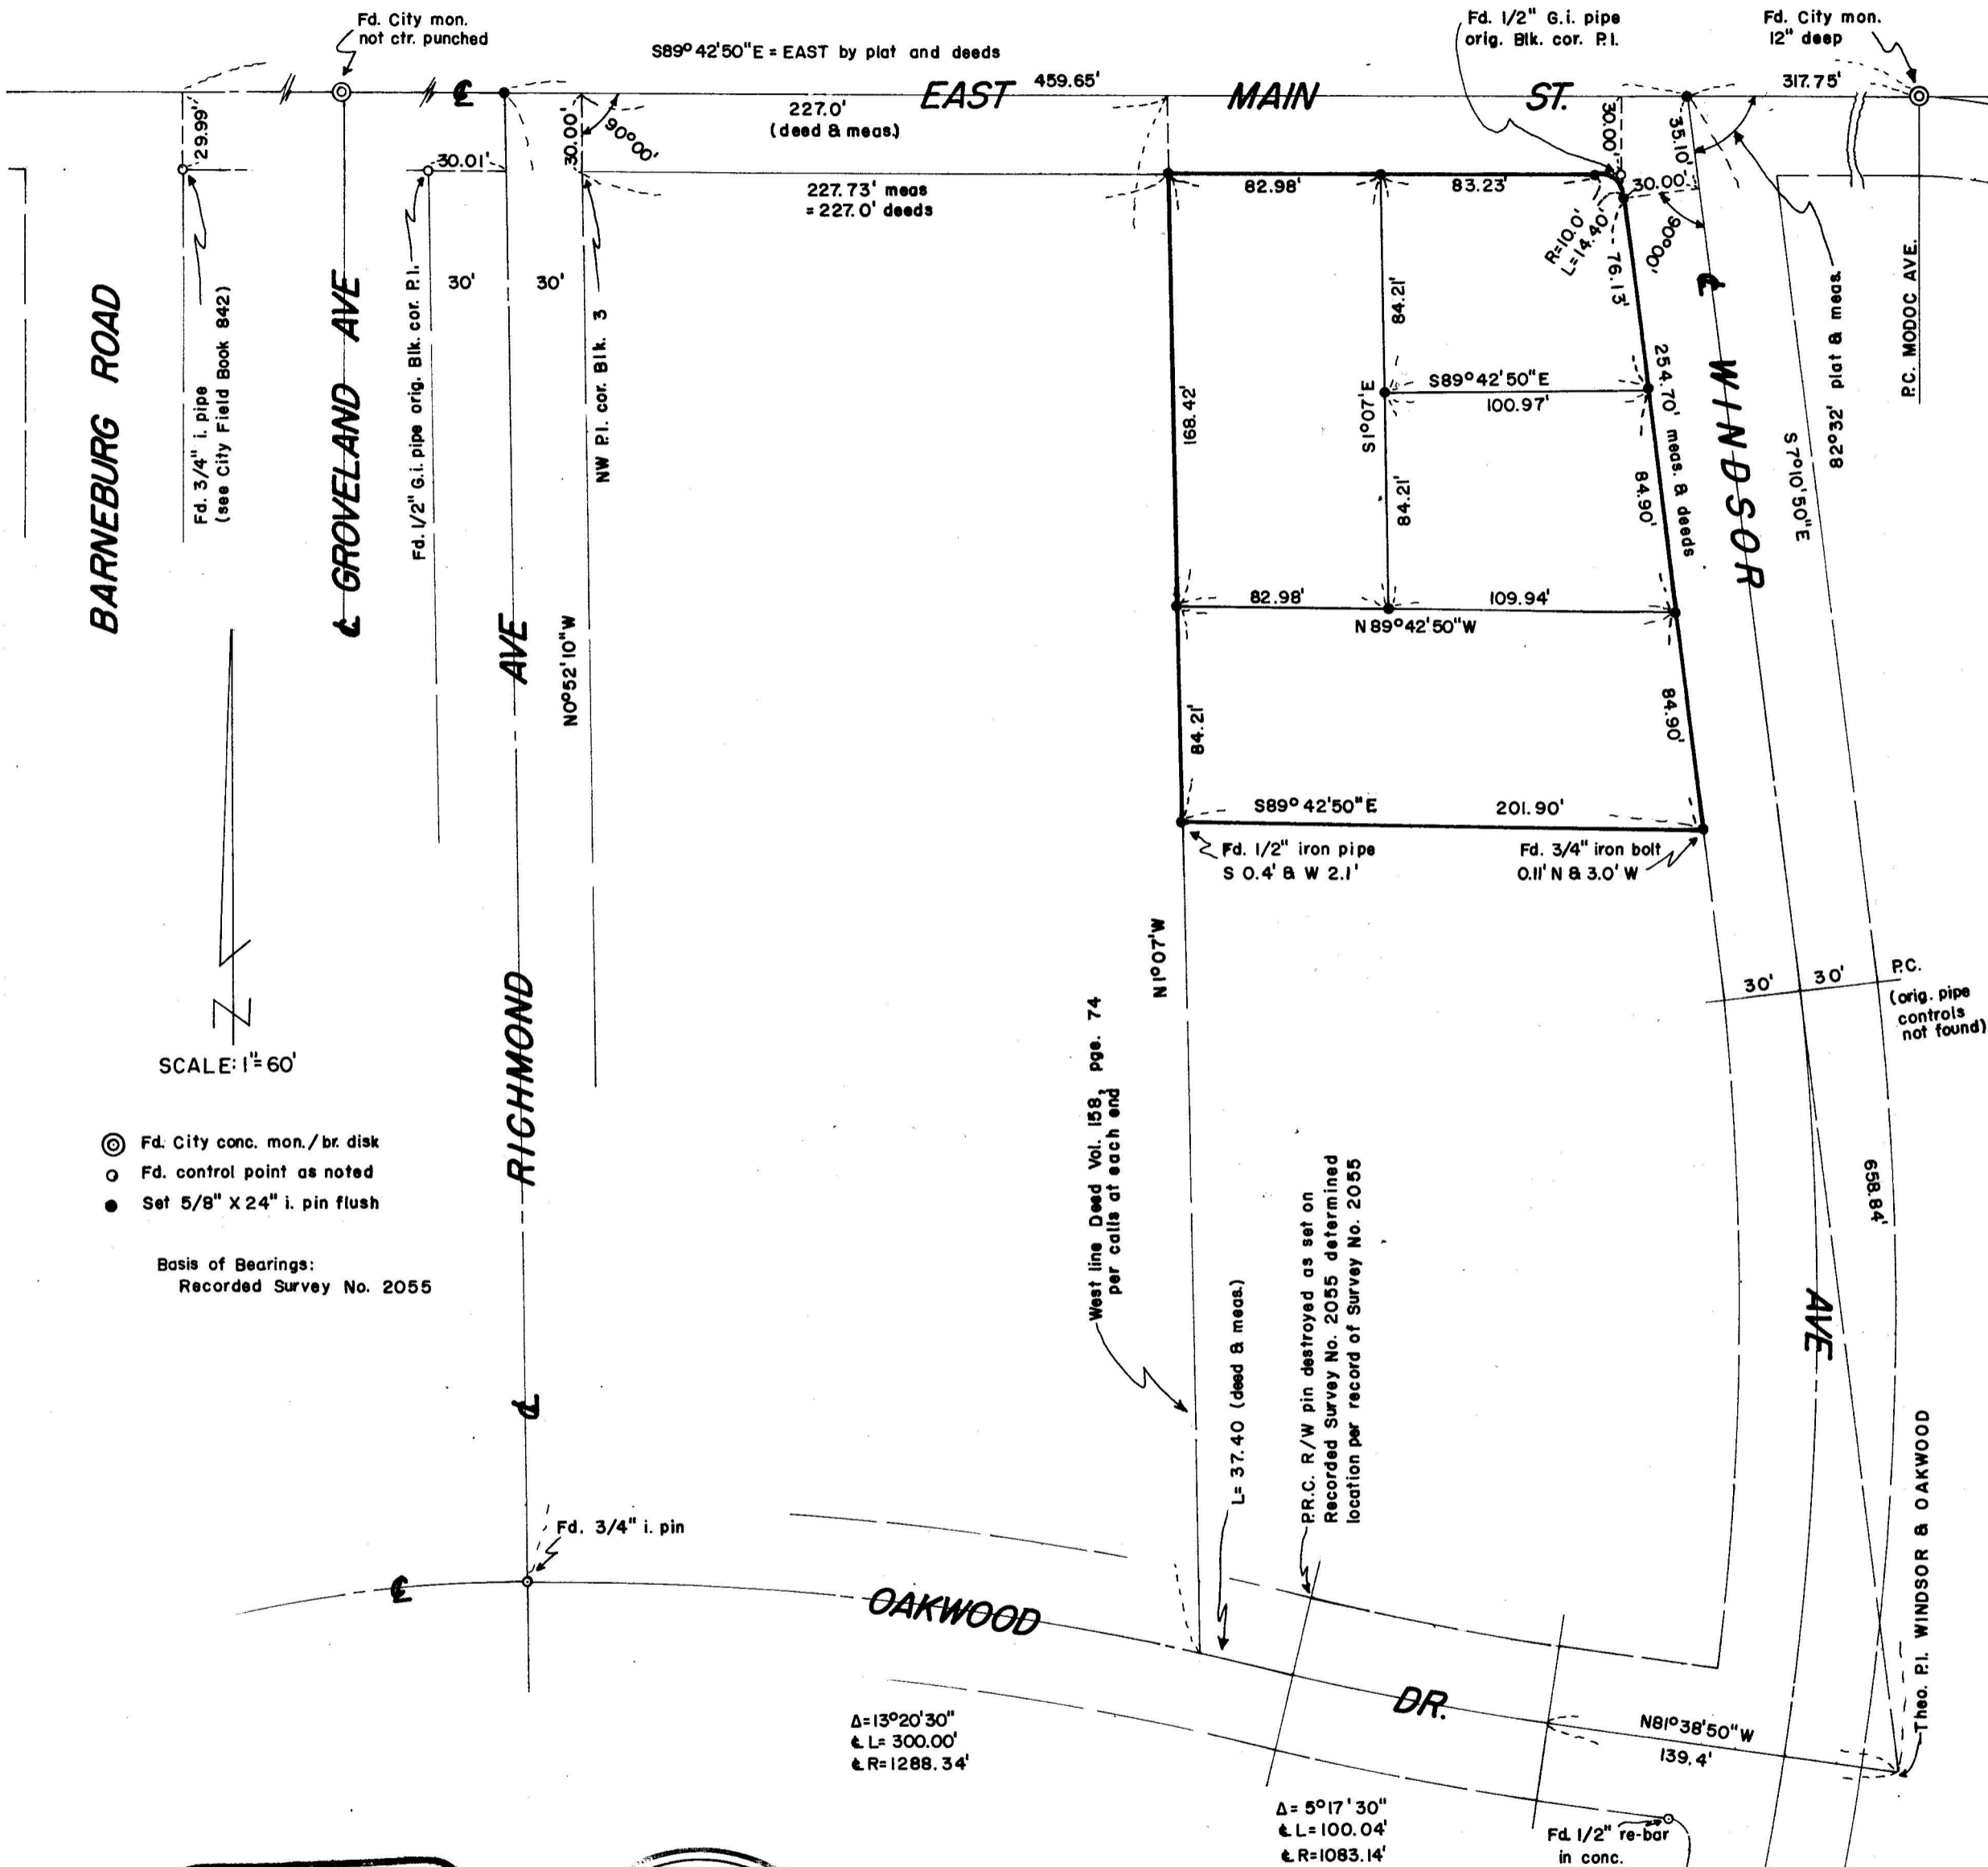 Fd. City mon.
not ctr. punched
S89°42'50"E = EAST by plat and deeds
Fd. 1/2" G.i. pipe
orig. Blk. cor. P.I.
Fd. City mon.
12" deep
℄
459.65'
EAST MAIN ST.
317.75'
227.0'
(deed & meas.)
29.99'
30.01'
30.00'
90°00'
30.00'
35.10'
227.73' meas
= 227.0' deeds
82.98'
83.23'
30.00'
R=10.0'
L=14.40'
90°00'
76.13'
BARNEBURG ROAD
Fd. 3/4" i. pipe
(see City Field Book 842)
℄ GROVELAND AVE
Fd. 1/2" G.i. pipe orig. Blk. cor. P.I.
30'
30'
NW P.I. cor. Blk. 3
84.21'
℄
WINDSOR
82°32' plat & meas.
P.C. MODOC AVE.
168.42'
S1°07'E
S89°42'50"E
100.97'
254.70' meas. & deeds
S7°10'50"E
84.21'
84.90'
82.98'
109.94'
N89°42'50"W
AVE
N0°52'10"W
84.21'
84.90'
S89°42'50"E
201.90'
Fd. 1/2" iron pipe
S 0.4' & W 2.1'
Fd. 3/4" iron bolt
0.11' N & 3.0' W
N1°07'W
RICHMOND
30'
30'
P.C.
(orig. pipe
controls
not found)
SCALE: 1"=60'
Fd. City conc. mon./br. disk
Fd. control point as noted
Set 5/8" X 24" i. pin flush
Basis of Bearings:
Recorded Survey No. 2055
West line Deed Vol. 158, pge. 74
per calls at each end
658.84'
L= 37.40 (deed & meas.)
P.R.C. R/W pin destroyed as set on
Recorded Survey No. 2055 determined
location per record of Survey No. 2055
AVE
℄
Fd. 3/4" i. pin
℄
OAKWOOD
DR.
N81°38'50"W
139.4'
Theo. P.I. WINDSOR & OAKWOOD
Δ=13°20'30"
℄ L= 300.00'
℄ R=1288.34'
Δ= 5°17'30"
℄ L=100.04'
℄ R=1083.14'
Fd. 1/2" re-bar
in conc.